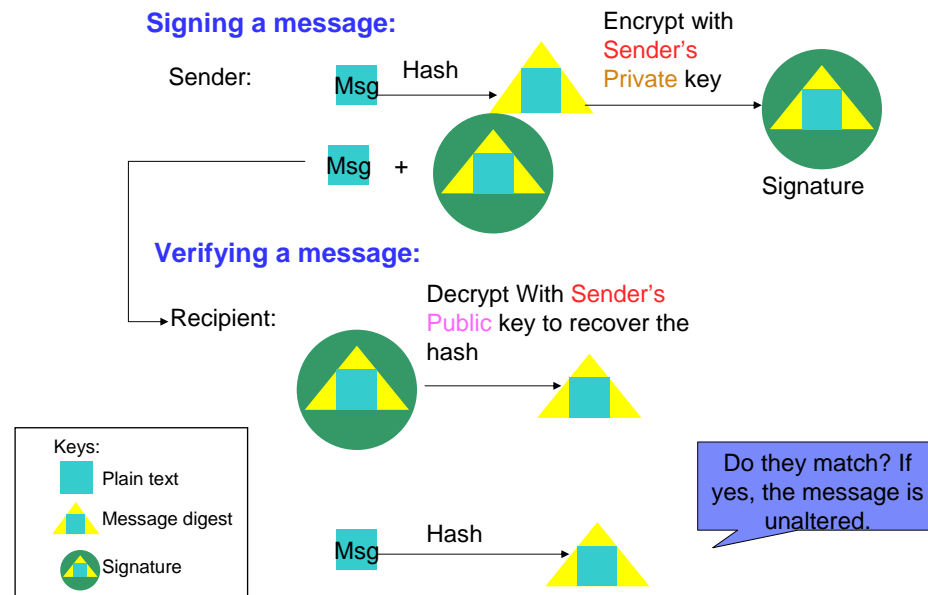 Signing a message:
Sender:
Msg
Hash
Encrypt with
Sender's
Private key
Signature
Msg
+
Verifying a message:
Recipient:
Decrypt With Sender's
Public key to recover the
hash
Keys:
Plain text
Message digest
Signature
Do they match? If
yes, the message is
unaltered.
Msg
Hash